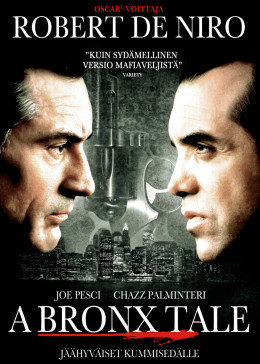 OSCAR®-VOITTAJA
ROBERT DE NIRO
"KUIN SYDÄMELLINEN
VERSIO MAFIAVELJISTÄ"
VARIETY
JOE PESCI CHAZZ PALMINTERI
A BRONX TALE
JÄÄHYVÄISET KUMMISEDÄLLE